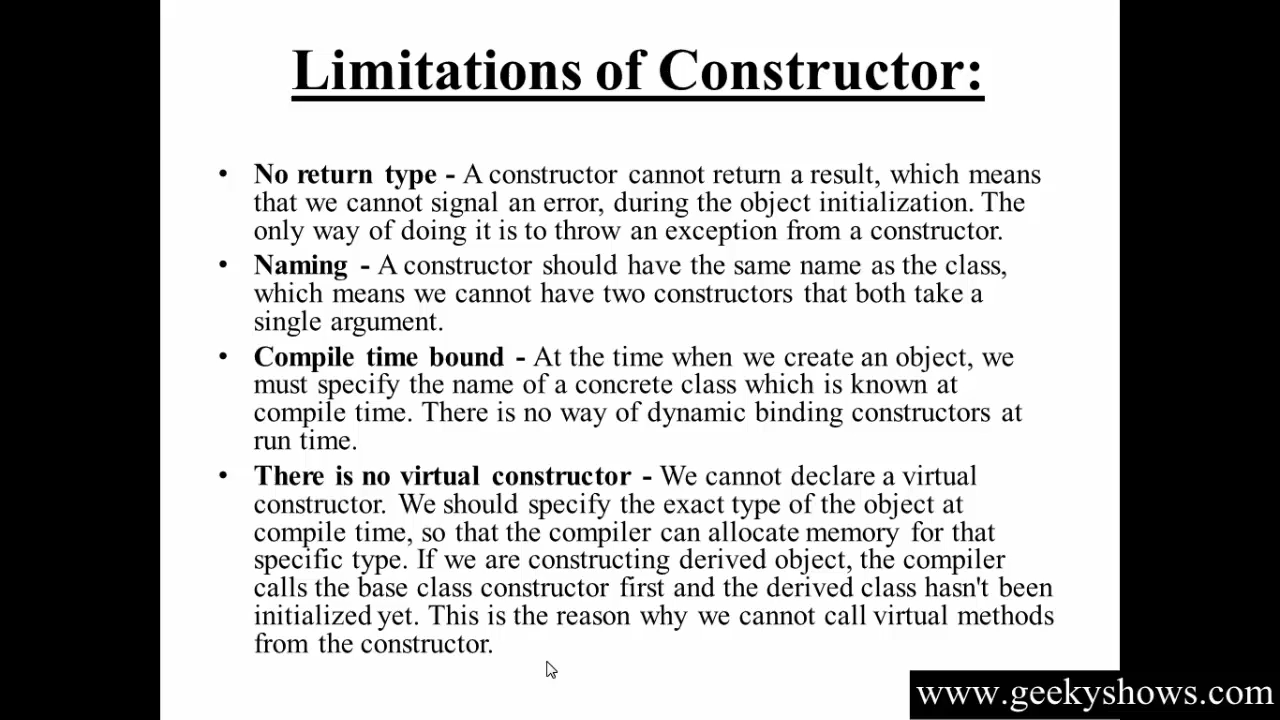 Limitations of Constructor:
• No return type - A constructor cannot return a result, which means
that we cannot signal an error, during the object initialization. The
only way of doing it is to throw an exception from a constructor.
• Naming - A constructor should have the same name as the class,
which means we cannot have two constructors that both take a
single argument.
• Compile time bound - At the time when we create an object, we
must specify the name of a concrete class which is known at
compile time. There is no way of dynamic binding constructors at
run time.
• There is no virtual constructor - We cannot declare a virtual
constructor. We should specify the exact type of the object at
compile time, so that the compiler can allocate memory for that
specific type. If we are constructing derived object, the compiler
calls the base class constructor first and the derived class hasn't been
initialized yet. This is the reason why we cannot call virtual methods
from the constructor.
www.geekyshows.com